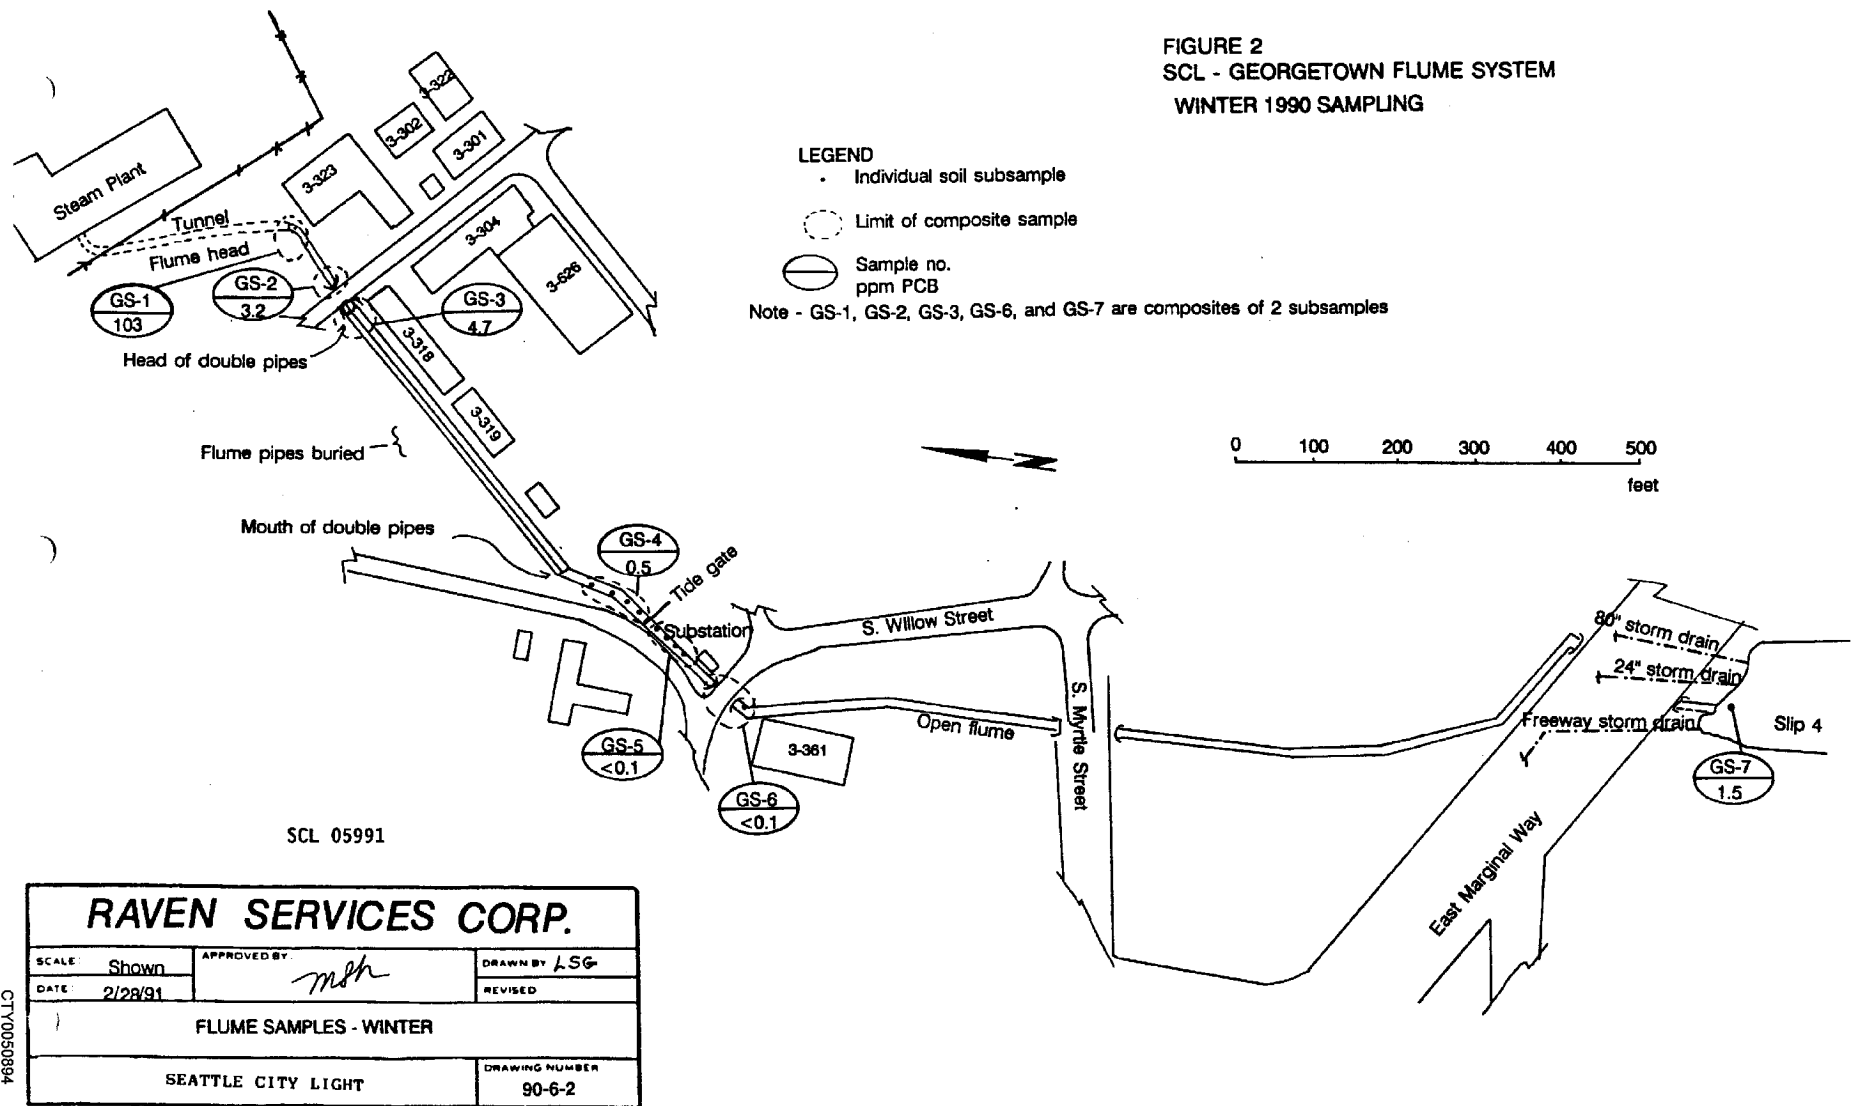 FIGURE 2
SCL - GEORGETOWN FLUME SYSTEM
WINTER 1990 SAMPLING
LEGEND
Individual soil subsample
Limit of composite sample
Sample no.
ppm PCB
Note - GS-1, GS-2, GS-3, GS-6, and GS-7 are composites of 2 subsamples
Steam Plant
Tunnel
Flume head
3-322
3-302
3-301
3-323
3-304
3-626
GS-1
103
GS-2
3.2
GS-3
4.7
Head of double pipes
3-318
3-319
Flume pipes buried
0 100 200 300 400 500
feet
N
Mouth of double pipes
GS-4
0.5
Tide gate
Substation
S. Willow Street
S. Myrtle Street
Open flume
GS-5
<0.1
3-361
GS-6
<0.1
80" storm drain
24" storm drain
Freeway storm drain
Slip 4
GS-7
1.5
East Marginal Way
SCL 05991
RAVEN SERVICES CORP.
SCALE: Shown
APPROVED BY: msh
DRAWN BY LSG
DATE: 2/28/91
REVISED
FLUME SAMPLES - WINTER
SEATTLE CITY LIGHT
DRAWING NUMBER
90-6-2
CTY0050894